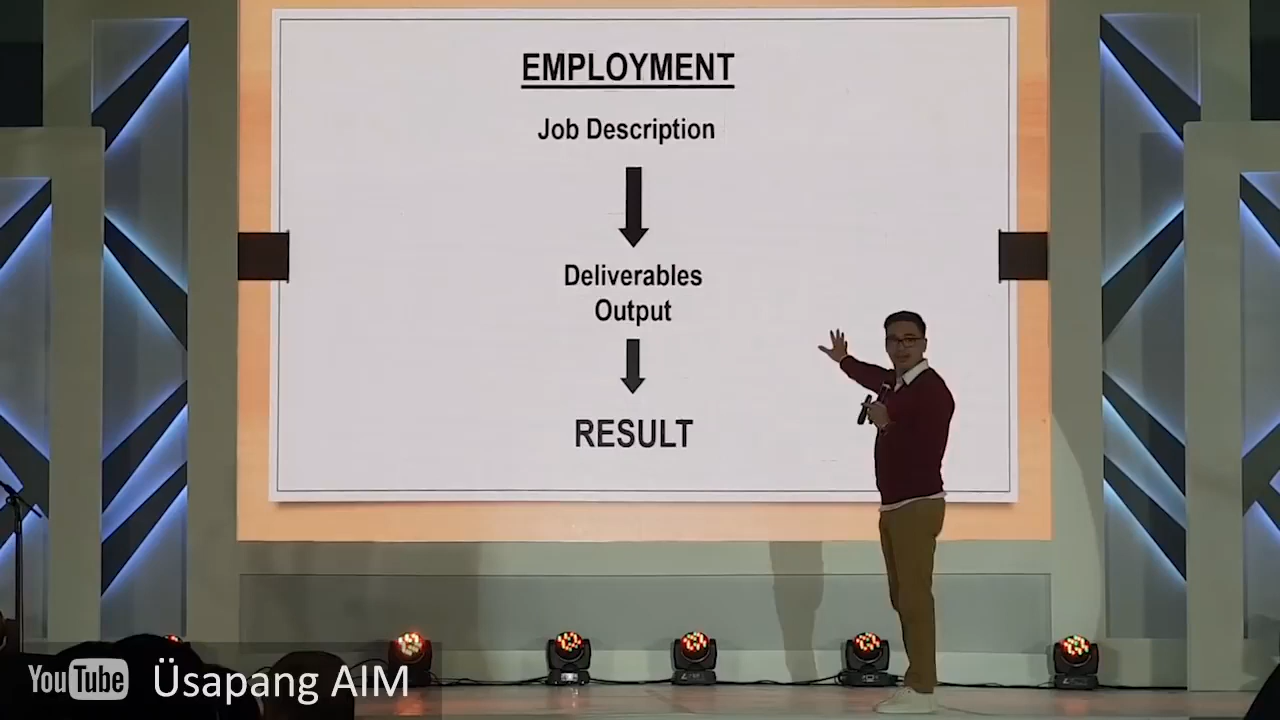 EMPLOYMENT
Job Description
Deliverables
Output
RESULT
YouTube Üsapang AIM